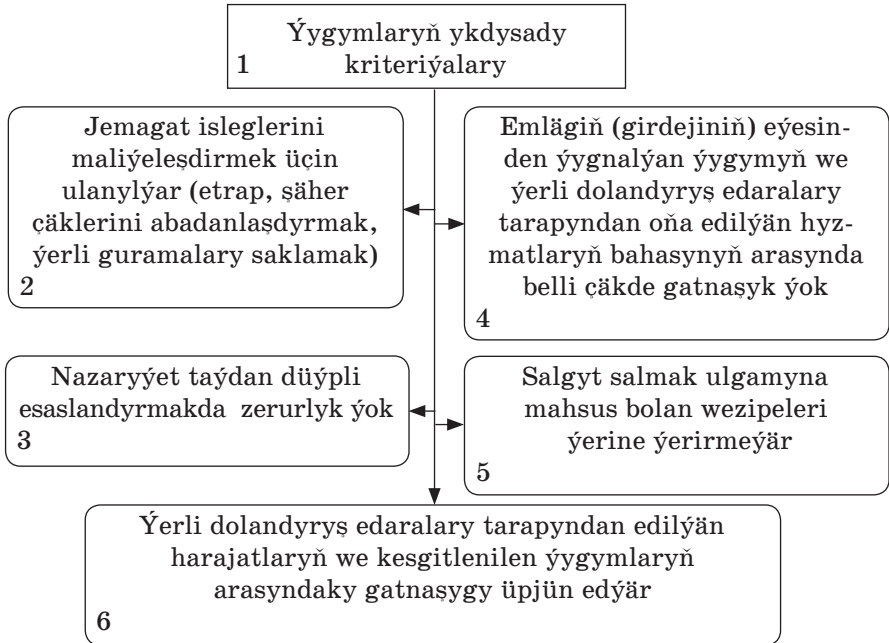 Ýygymlaryň ykdysady
1 kriteriýalary
Jemagat isleglerini
maliýeleşdirmek üçin
ulanylýar (etrap, şäher
çäklerini abadanlaşdyrmak,
ýerli guramalary saklamak)
2
Emlägiň (girdejiniň) eýesin-
den ýygnalýan ýygymyň we
ýerli dolandyryş edaralary
tarapyndan oňa edilýän hyz-
matlaryň bahasynyň arasynda
belli çäkde gatnaşyk ýok
4
Nazaryýet taýdan düýpli
esaslandyrmakda zerurlyk ýok
3
Salgyt salmak ulgamyna
mahsus bolan wezipeleri
ýerine ýerirmeýär
5
Ýerli dolandyryş edaralary tarapyndan edilýän
harajatlaryň we kesgitlenilen ýygymlaryň
arasyndaky gatnaşygy üpjün edýär
6